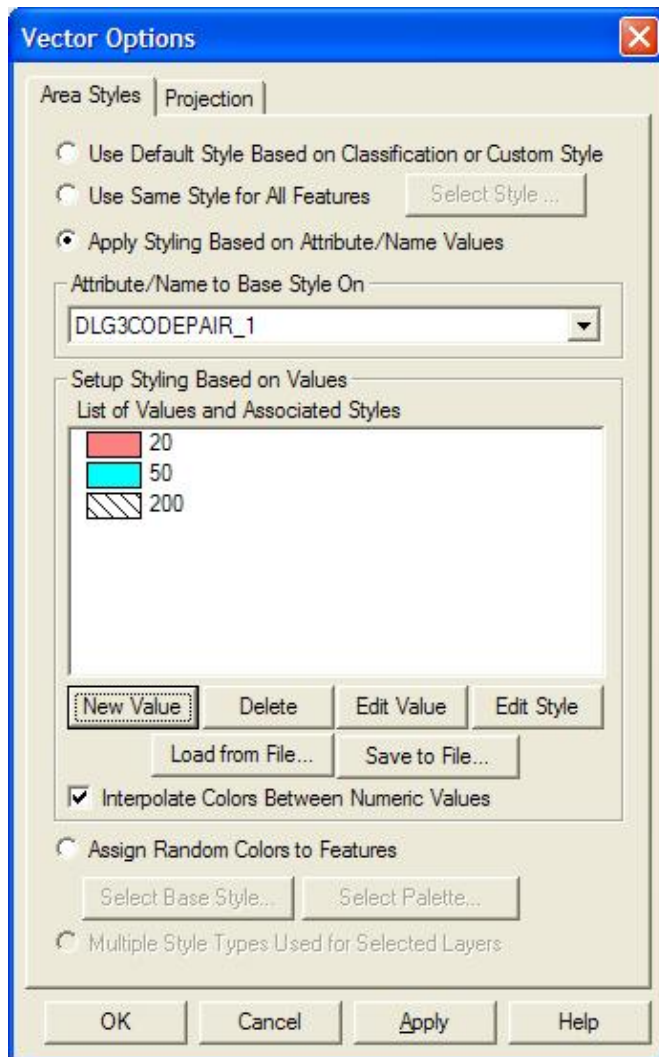 Vector Options
Area Styles Projection
Use Default Style Based on Classification or Custom Style
Use Same Style for All Features Select Style ...
Apply Styling Based on Attribute/Name Values
Attribute/Name to Base Style On
DLG3CODEPAIR_1
Setup Styling Based on Values
List of Values and Associated Styles
20
50
200
New Value Delete Edit Value Edit Style
Load from File... Save to File...
Interpolate Colors Between Numeric Values
Assign Random Colors to Features
Select Base Style... Select Palette...
Multiple Style Types Used for Selected Layers
OK Cancel Apply Help